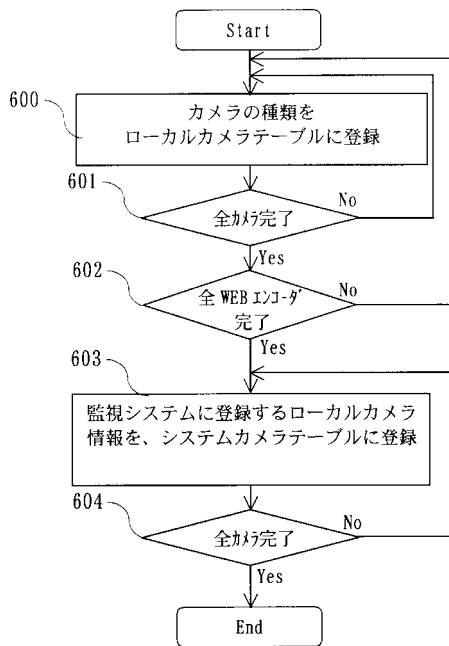 Start
600
カメラの種類を
ローカルカメラテーブルに登録
601
全カメラ完了
No
Yes
602
全WEBエンコーダ
完了
No
Yes
603
監視システムに登録するローカルカメラ
情報を、システムカメラテーブルに登録
604
全カメラ完了
No
Yes
End